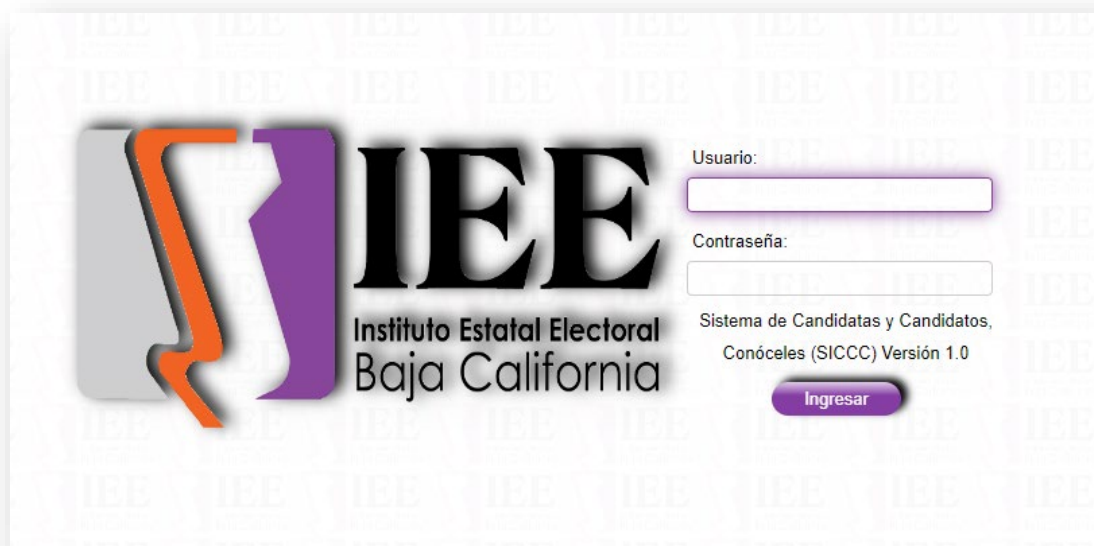 IEE
Instituto Estatal Electoral
Baja California
Usuario:
Contraseña:
Sistema de Candidatas y Candidatos,
Conóceles (SICCC) Versión 1.0
Ingresar